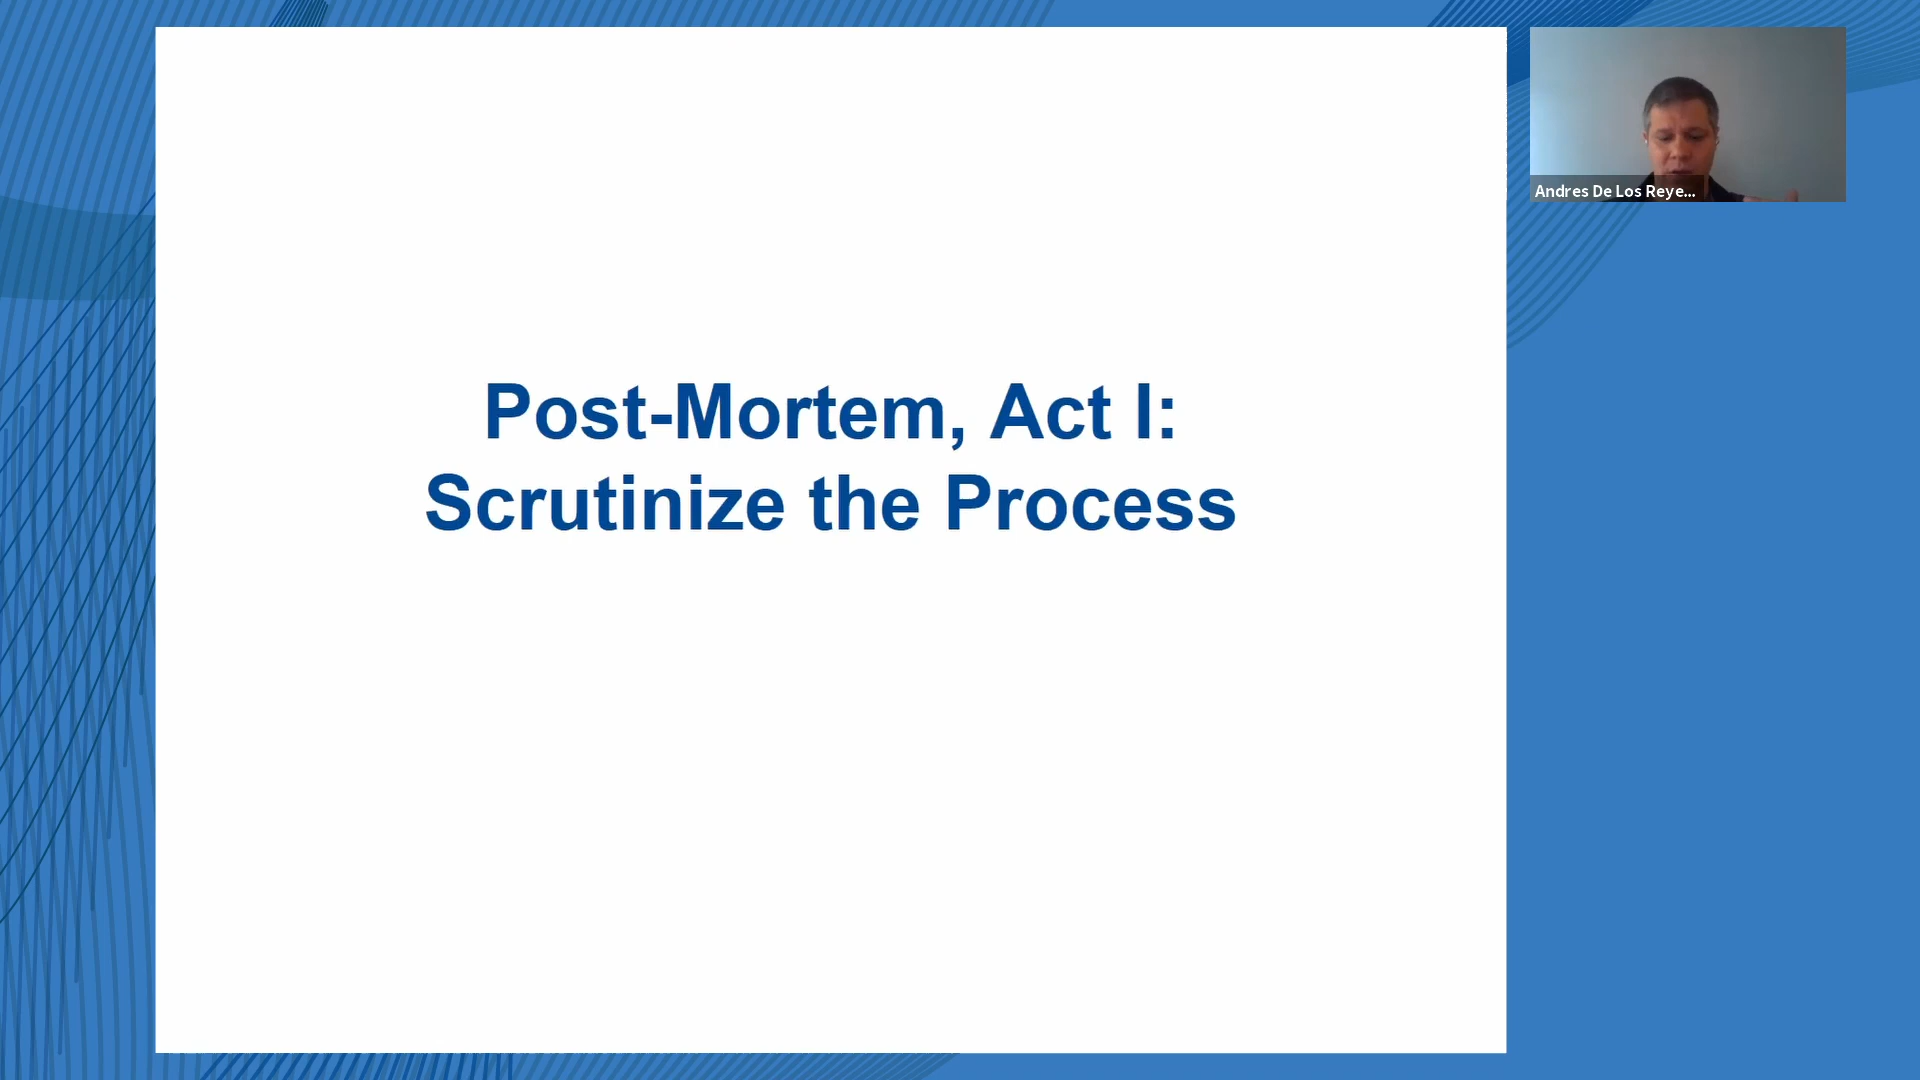 Post-Mortem, Act I:
Scrutinize the Process
Andres De Los Reye...